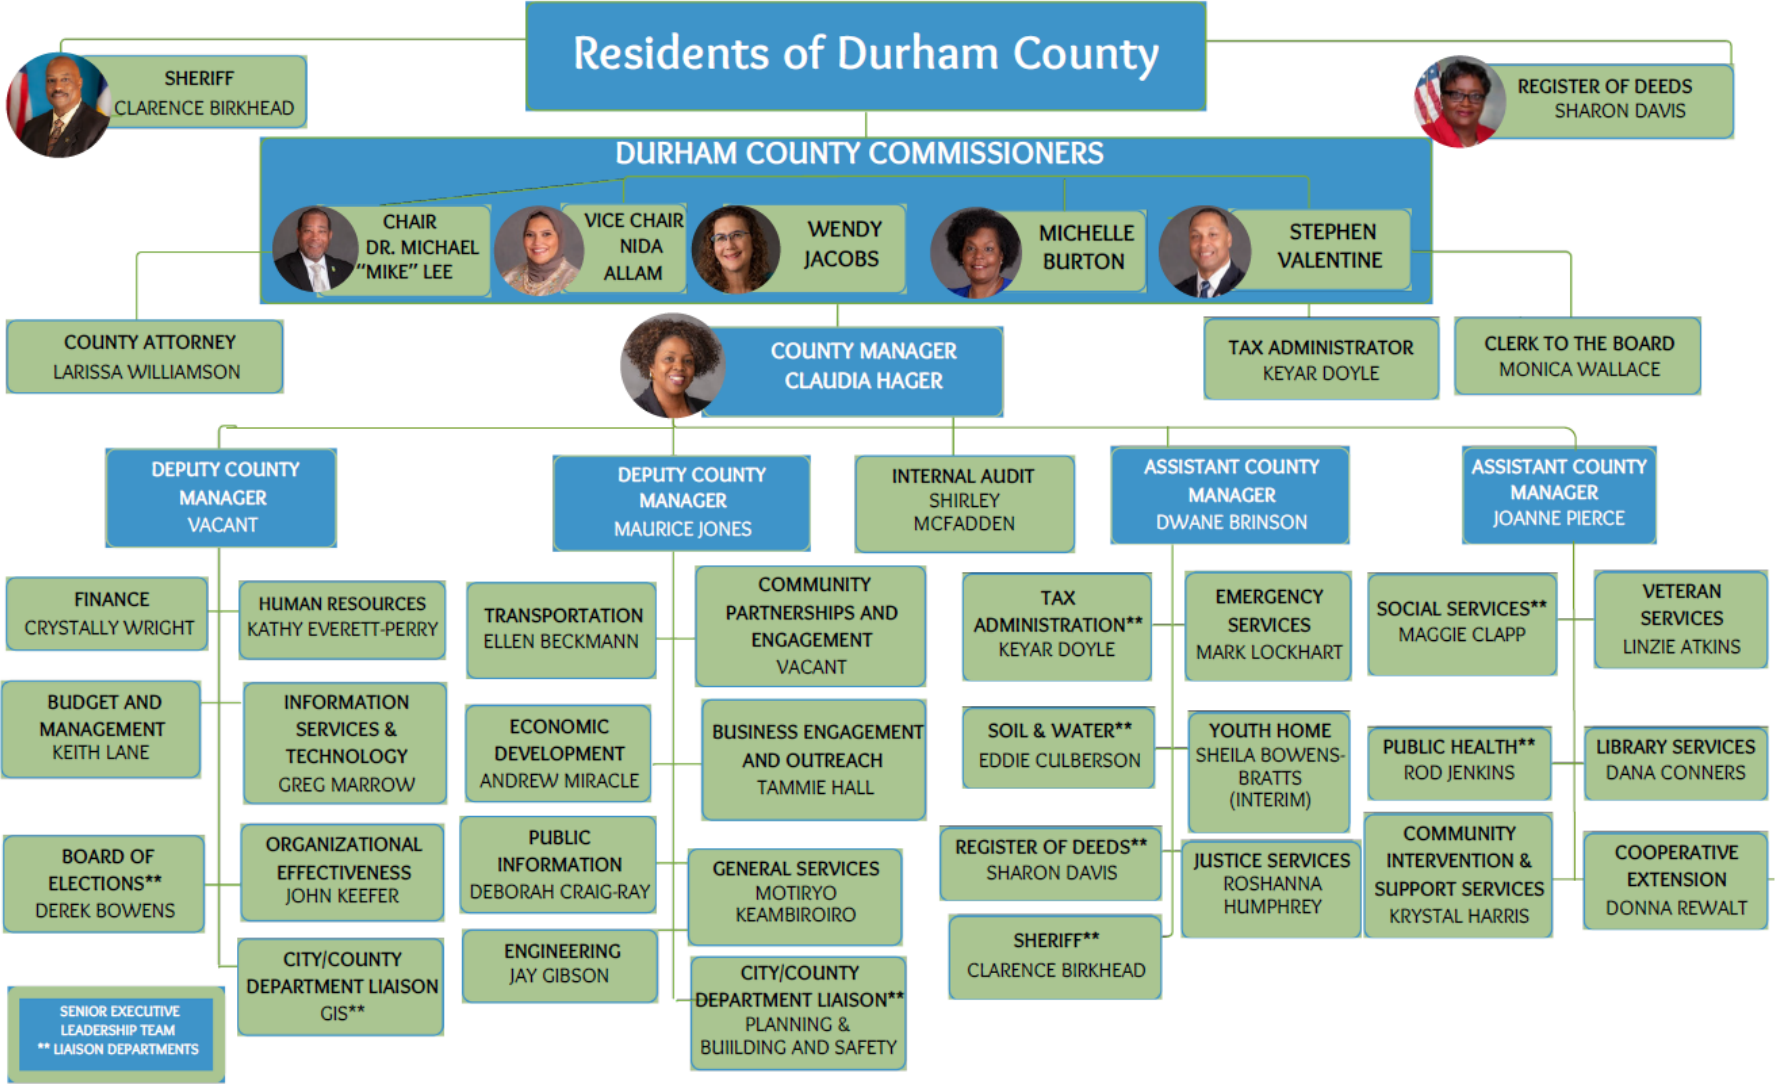 Residents of Durham County
SHERIFF
CLARENCE BIRKHEAD
REGISTER OF DEEDS
SHARON DAVIS
DURHAM COUNTY COMMISSIONERS
CHAIR
DR. MICHAEL
"MIKE" LEE
VICE CHAIR
NIDA
ALLAM
WENDY
JACOBS
MICHELLE
BURTON
STEPHEN
VALENTINE
COUNTY ATTORNEY
LARISSA WILLIAMSON
COUNTY MANAGER
CLAUDIA HAGER
TAX ADMINISTRATOR
KEYAR DOYLE
CLERK TO THE BOARD
MONICA WALLACE
DEPUTY COUNTY
MANAGER
VACANT
DEPUTY COUNTY
MANAGER
MAURICE JONES
INTERNAL AUDIT
SHIRLEY
MCFADDEN
ASSISTANT COUNTY
MANAGER
DWANE BRINSON
ASSISTANT COUNTY
MANAGER
JOANNE PIERCE
FINANCE
CRYSTALLY WRIGHT
HUMAN RESOURCES
KATHY EVERETT-PERRY
BUDGET AND
MANAGEMENT
KEITH LANE
INFORMATION
SERVICES &
TECHNOLOGY
GREG MARROW
BOARD OF
ELECTIONS**
DEREK BOWENS
ORGANIZATIONAL
EFFECTIVENESS
JOHN KEEFER
CITY/COUNTY
DEPARTMENT LIAISON
GIS**
TRANSPORTATION
ELLEN BECKMANN
COMMUNITY
PARTNERSHIPS AND
ENGAGEMENT
VACANT
ECONOMIC
DEVELOPMENT
ANDREW MIRACLE
BUSINESS ENGAGEMENT
AND OUTREACH
TAMMIE HALL
PUBLIC
INFORMATION
DEBORAH CRAIG-RAY
GENERAL SERVICES
MOTIRYO
KEAMBIROIRO
ENGINEERING
JAY GIBSON
CITY/COUNTY
DEPARTMENT LIAISON**
PLANNING &
BUIILDING AND SAFETY
TAX
ADMINISTRATION**
KEYAR DOYLE
EMERGENCY
SERVICES
MARK LOCKHART
SOIL & WATER**
EDDIE CULBERSON
YOUTH HOME
SHEILA BOWENS-
BRATTS
(INTERIM)
REGISTER OF DEEDS**
SHARON DAVIS
JUSTICE SERVICES
ROSHANNA
HUMPHREY
SHERIFF**
CLARENCE BIRKHEAD
SOCIAL SERVICES**
MAGGIE CLAPP
VETERAN
SERVICES
LINZIE ATKINS
PUBLIC HEALTH**
ROD JENKINS
LIBRARY SERVICES
DANA CONNERS
COMMUNITY
INTERVENTION &
SUPPORT SERVICES
KRYSTAL HARRIS
COOPERATIVE
EXTENSION
DONNA REWALT
SENIOR EXECUTIVE
LEADERSHIP TEAM
** LIAISON DEPARTMENTS